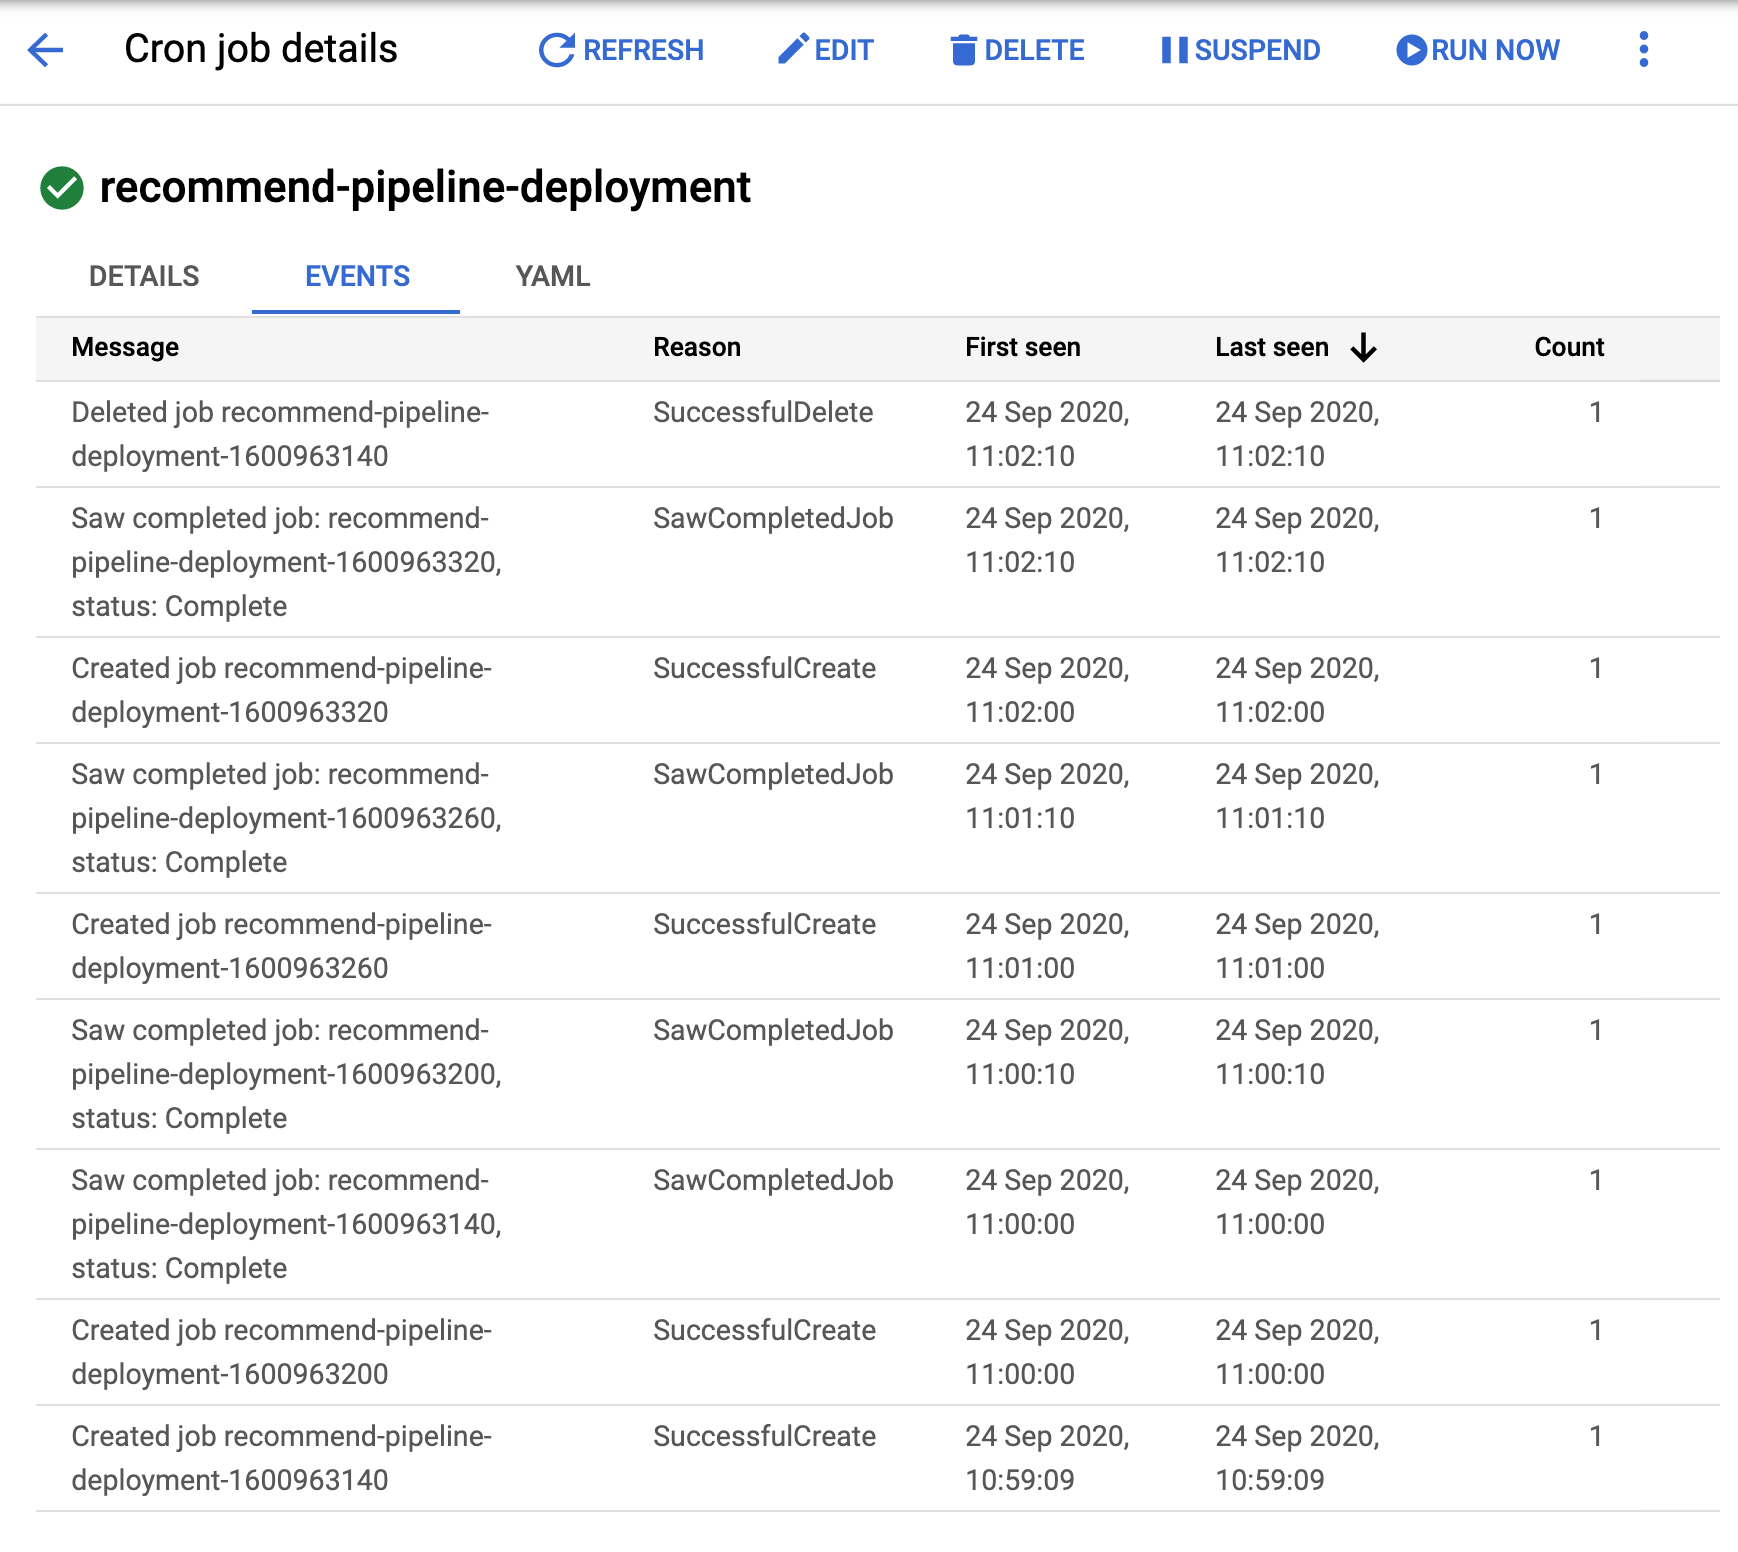 Cron job details
REFRESH
EDIT
DELETE
SUSPEND
RUN NOW
recommend-pipeline-deployment
DETAILS
EVENTS
YAML
Message Reason First seen Last seen Count
Deleted job recommend-pipeline- SuccessfulDelete 24 Sep 2020, 24 Sep 2020, 1
deployment-1600963140 11:02:10 11:02:10
Saw completed job: recommend- SawCompletedJob 24 Sep 2020, 24 Sep 2020, 1
pipeline-deployment-1600963320, 11:02:10 11:02:10
status: Complete
Created job recommend-pipeline- SuccessfulCreate 24 Sep 2020, 24 Sep 2020, 1
deployment-1600963320 11:02:00 11:02:00
Saw completed job: recommend- SawCompletedJob 24 Sep 2020, 24 Sep 2020, 1
pipeline-deployment-1600963260, 11:01:10 11:01:10
status: Complete
Created job recommend-pipeline- SuccessfulCreate 24 Sep 2020, 24 Sep 2020, 1
deployment-1600963260 11:01:00 11:01:00
Saw completed job: recommend- SawCompletedJob 24 Sep 2020, 24 Sep 2020, 1
pipeline-deployment-1600963200, 11:00:10 11:00:10
status: Complete
Saw completed job: recommend- SawCompletedJob 24 Sep 2020, 24 Sep 2020, 1
pipeline-deployment-1600963140, 11:00:00 11:00:00
status: Complete
Created job recommend-pipeline- SuccessfulCreate 24 Sep 2020, 24 Sep 2020, 1
deployment-1600963200 11:00:00 11:00:00
Created job recommend-pipeline- SuccessfulCreate 24 Sep 2020, 24 Sep 2020, 1
deployment-1600963140 10:59:09 10:59:09